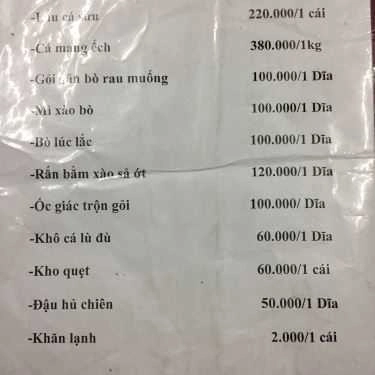 cá 220.000/1 cái
-Cá mang ếch 380.000/1kg
-Gỏi gân bò rau muống 100.000/1 Dĩa
-Mì xào bò 100.000/1 Dĩa
-Bò lúc lắc 100.000/1 Dĩa
-Rắn bằm xào sả ớt 120.000/1 Dĩa
-Ốc giác trộn gỏi 100.000/ Dĩa
-Khô cá lù đù 60.000/1 Dĩa
-Kho quẹt 60.000/1 cái
-Đậu hủ chiên 50.000/1 Dĩa
-Khăn lạnh 2.000/1 cái